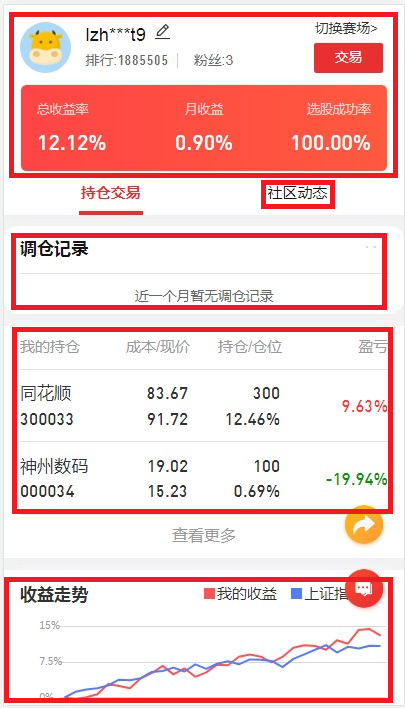 lzh***t9
切换赛场>
排行:1885505
粉丝:3
交易
总收益率 月收益 选股成功率
12.12% 0.90% 100.00%
持仓交易 社区动态
调仓记录
近一个月暂无调仓记录
我的持仓 成本/现价 持仓/仓位 盈亏
同花顺 83.67 300 9.63%
300033 91.72 12.46%
神州数码 19.02 100 -19.94%
000034 15.23 0.69%
查看更多
收益走势 我的收益 上证指
15%
7.5%
0%